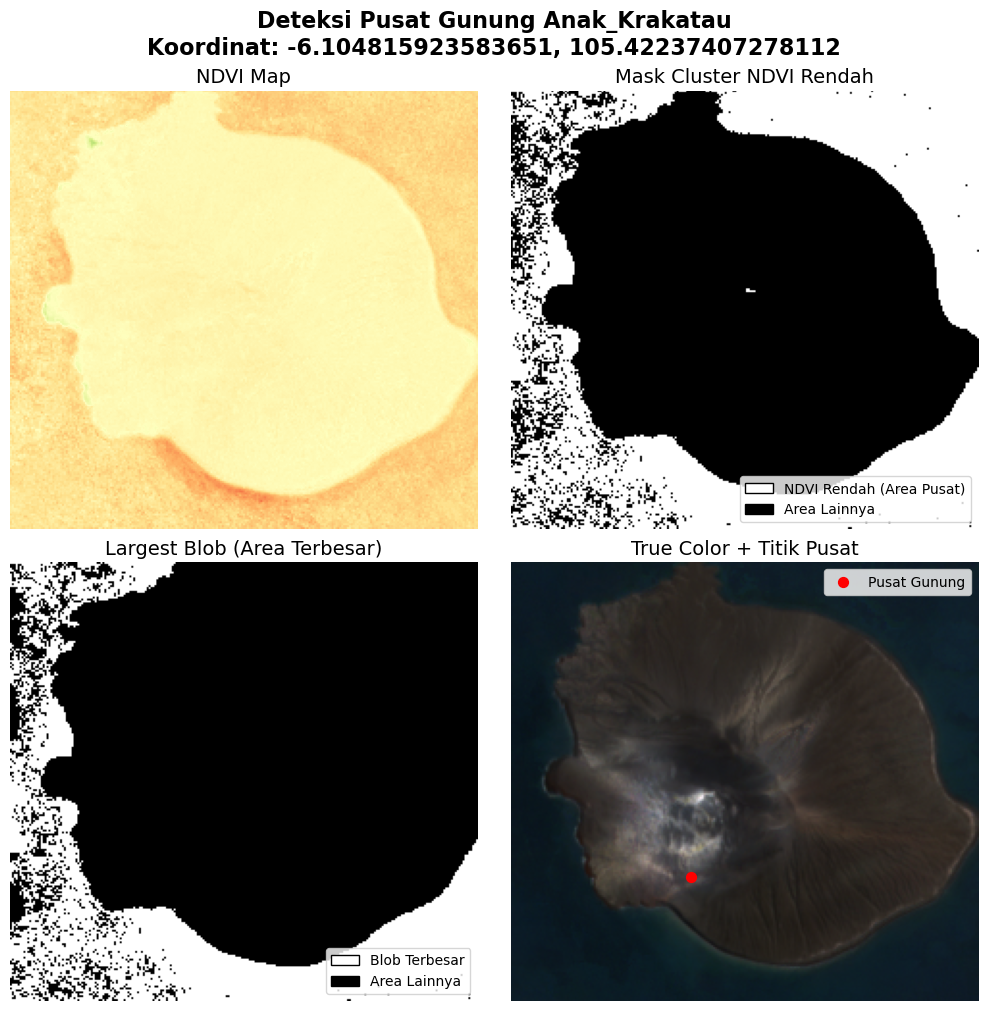 Deteksi Pusat Gunung Anak_Krakatau
Koordinat: -6.104815923583651, 105.42237407278112
NDVI Map
Mask Cluster NDVI Rendah
NDVI Rendah (Area Pusat)
Area Lainnya
Largest Blob (Area Terbesar)
True Color + Titik Pusat
Blob Terbesar
Area Lainnya
Pusat Gunung